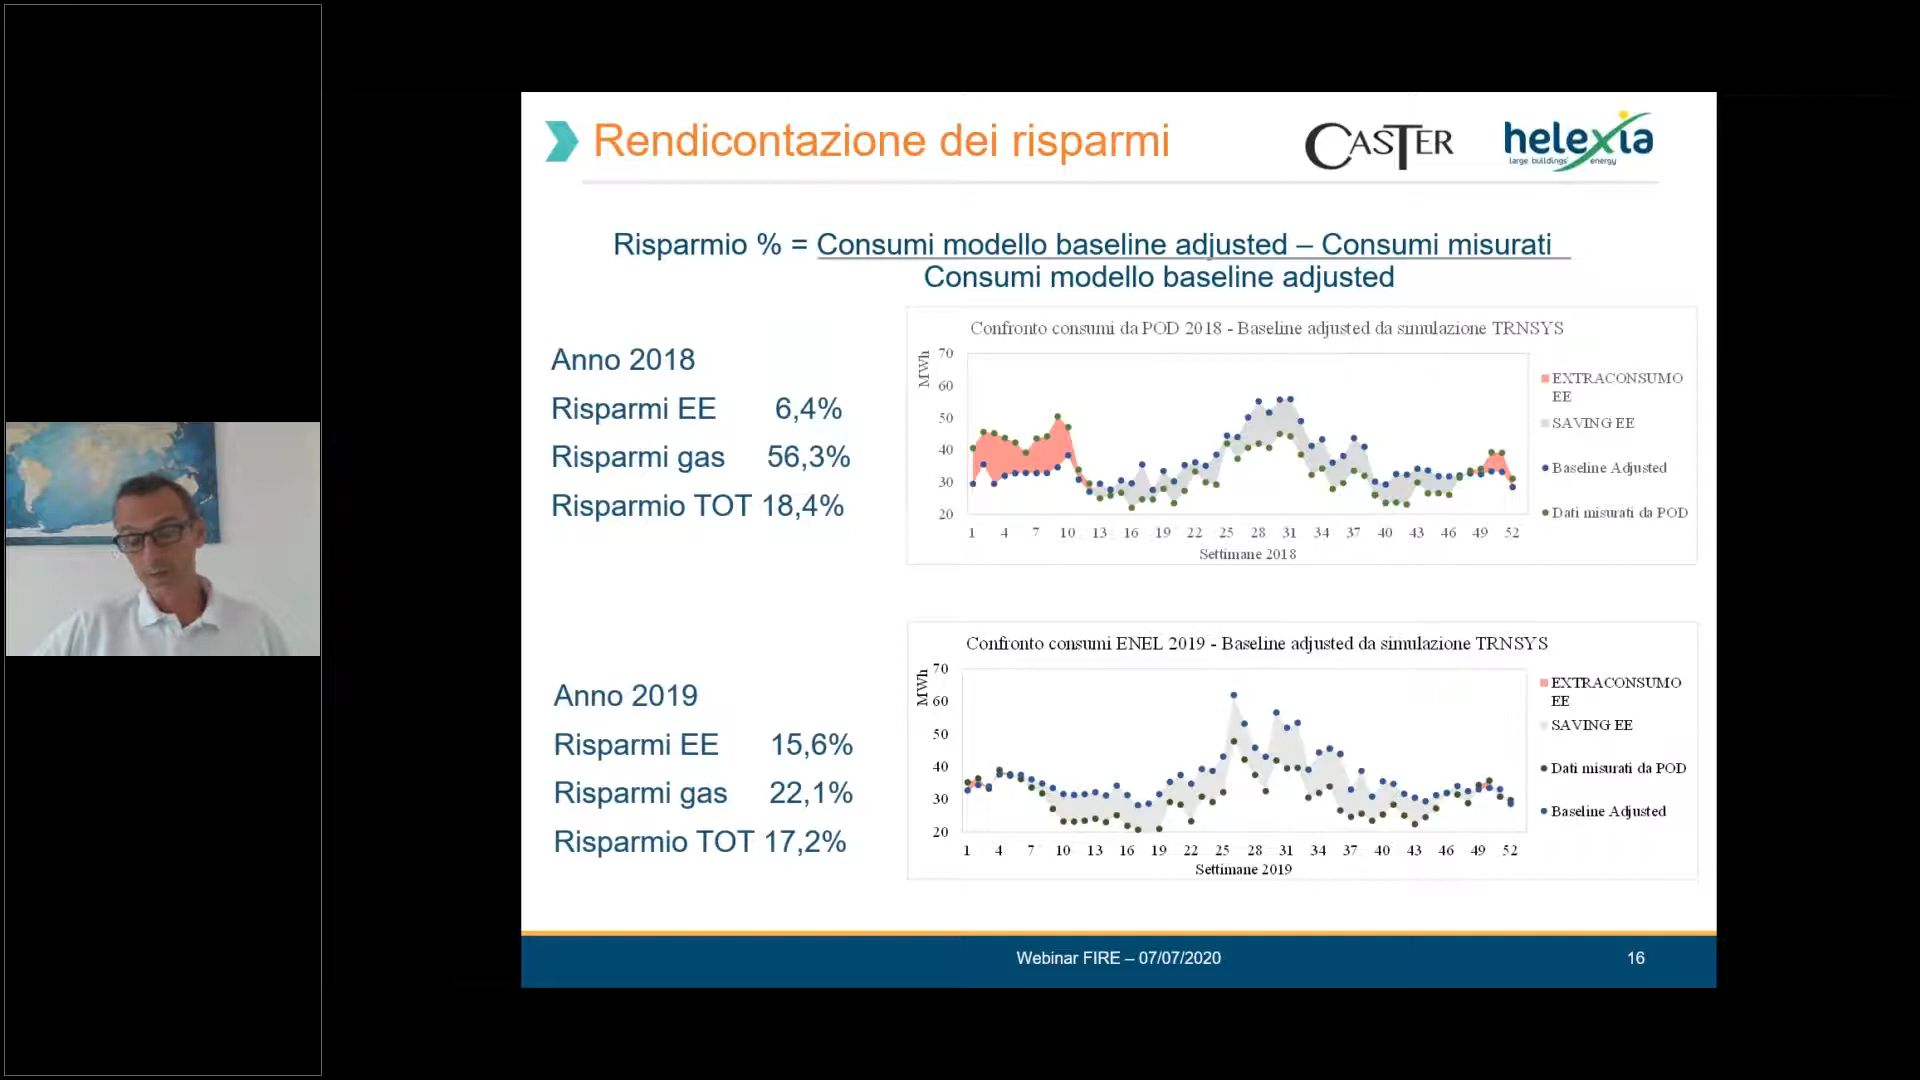 Rendicontazione dei risparmi
CASTER
helexia
large buildings' energy
Risparmio % = Consumi modello baseline adjusted – Consumi misurati
Consumi modello baseline adjusted
Anno 2018
Risparmi EE 6,4%
Risparmi gas 56,3%
Risparmio TOT 18,4%
Confronto consumi da POD 2018 - Baseline adjusted da simulazione TRNSYS
MWh
70
60
50
40
30
20
1 4 7 10 13 16 19 22 25 28 31 34 37 40 43 46 49 52
Settimane 2018
EXTRACONSUMO
EE
SAVING EE
Baseline Adjusted
Dati misurati da POD
Anno 2019
Risparmi EE 15,6%
Risparmi gas 22,1%
Risparmio TOT 17,2%
Confronto consumi ENEL 2019 - Baseline adjusted da simulazione TRNSYS
MWh
70
60
50
40
30
20
1 4 7 10 13 16 19 22 25 28 31 34 37 40 43 46 49 52
Settimane 2019
EXTRACONSUMO
EE
SAVING EE
Dati misurati da POD
Baseline Adjusted
Webinar FIRE – 07/07/2020
16